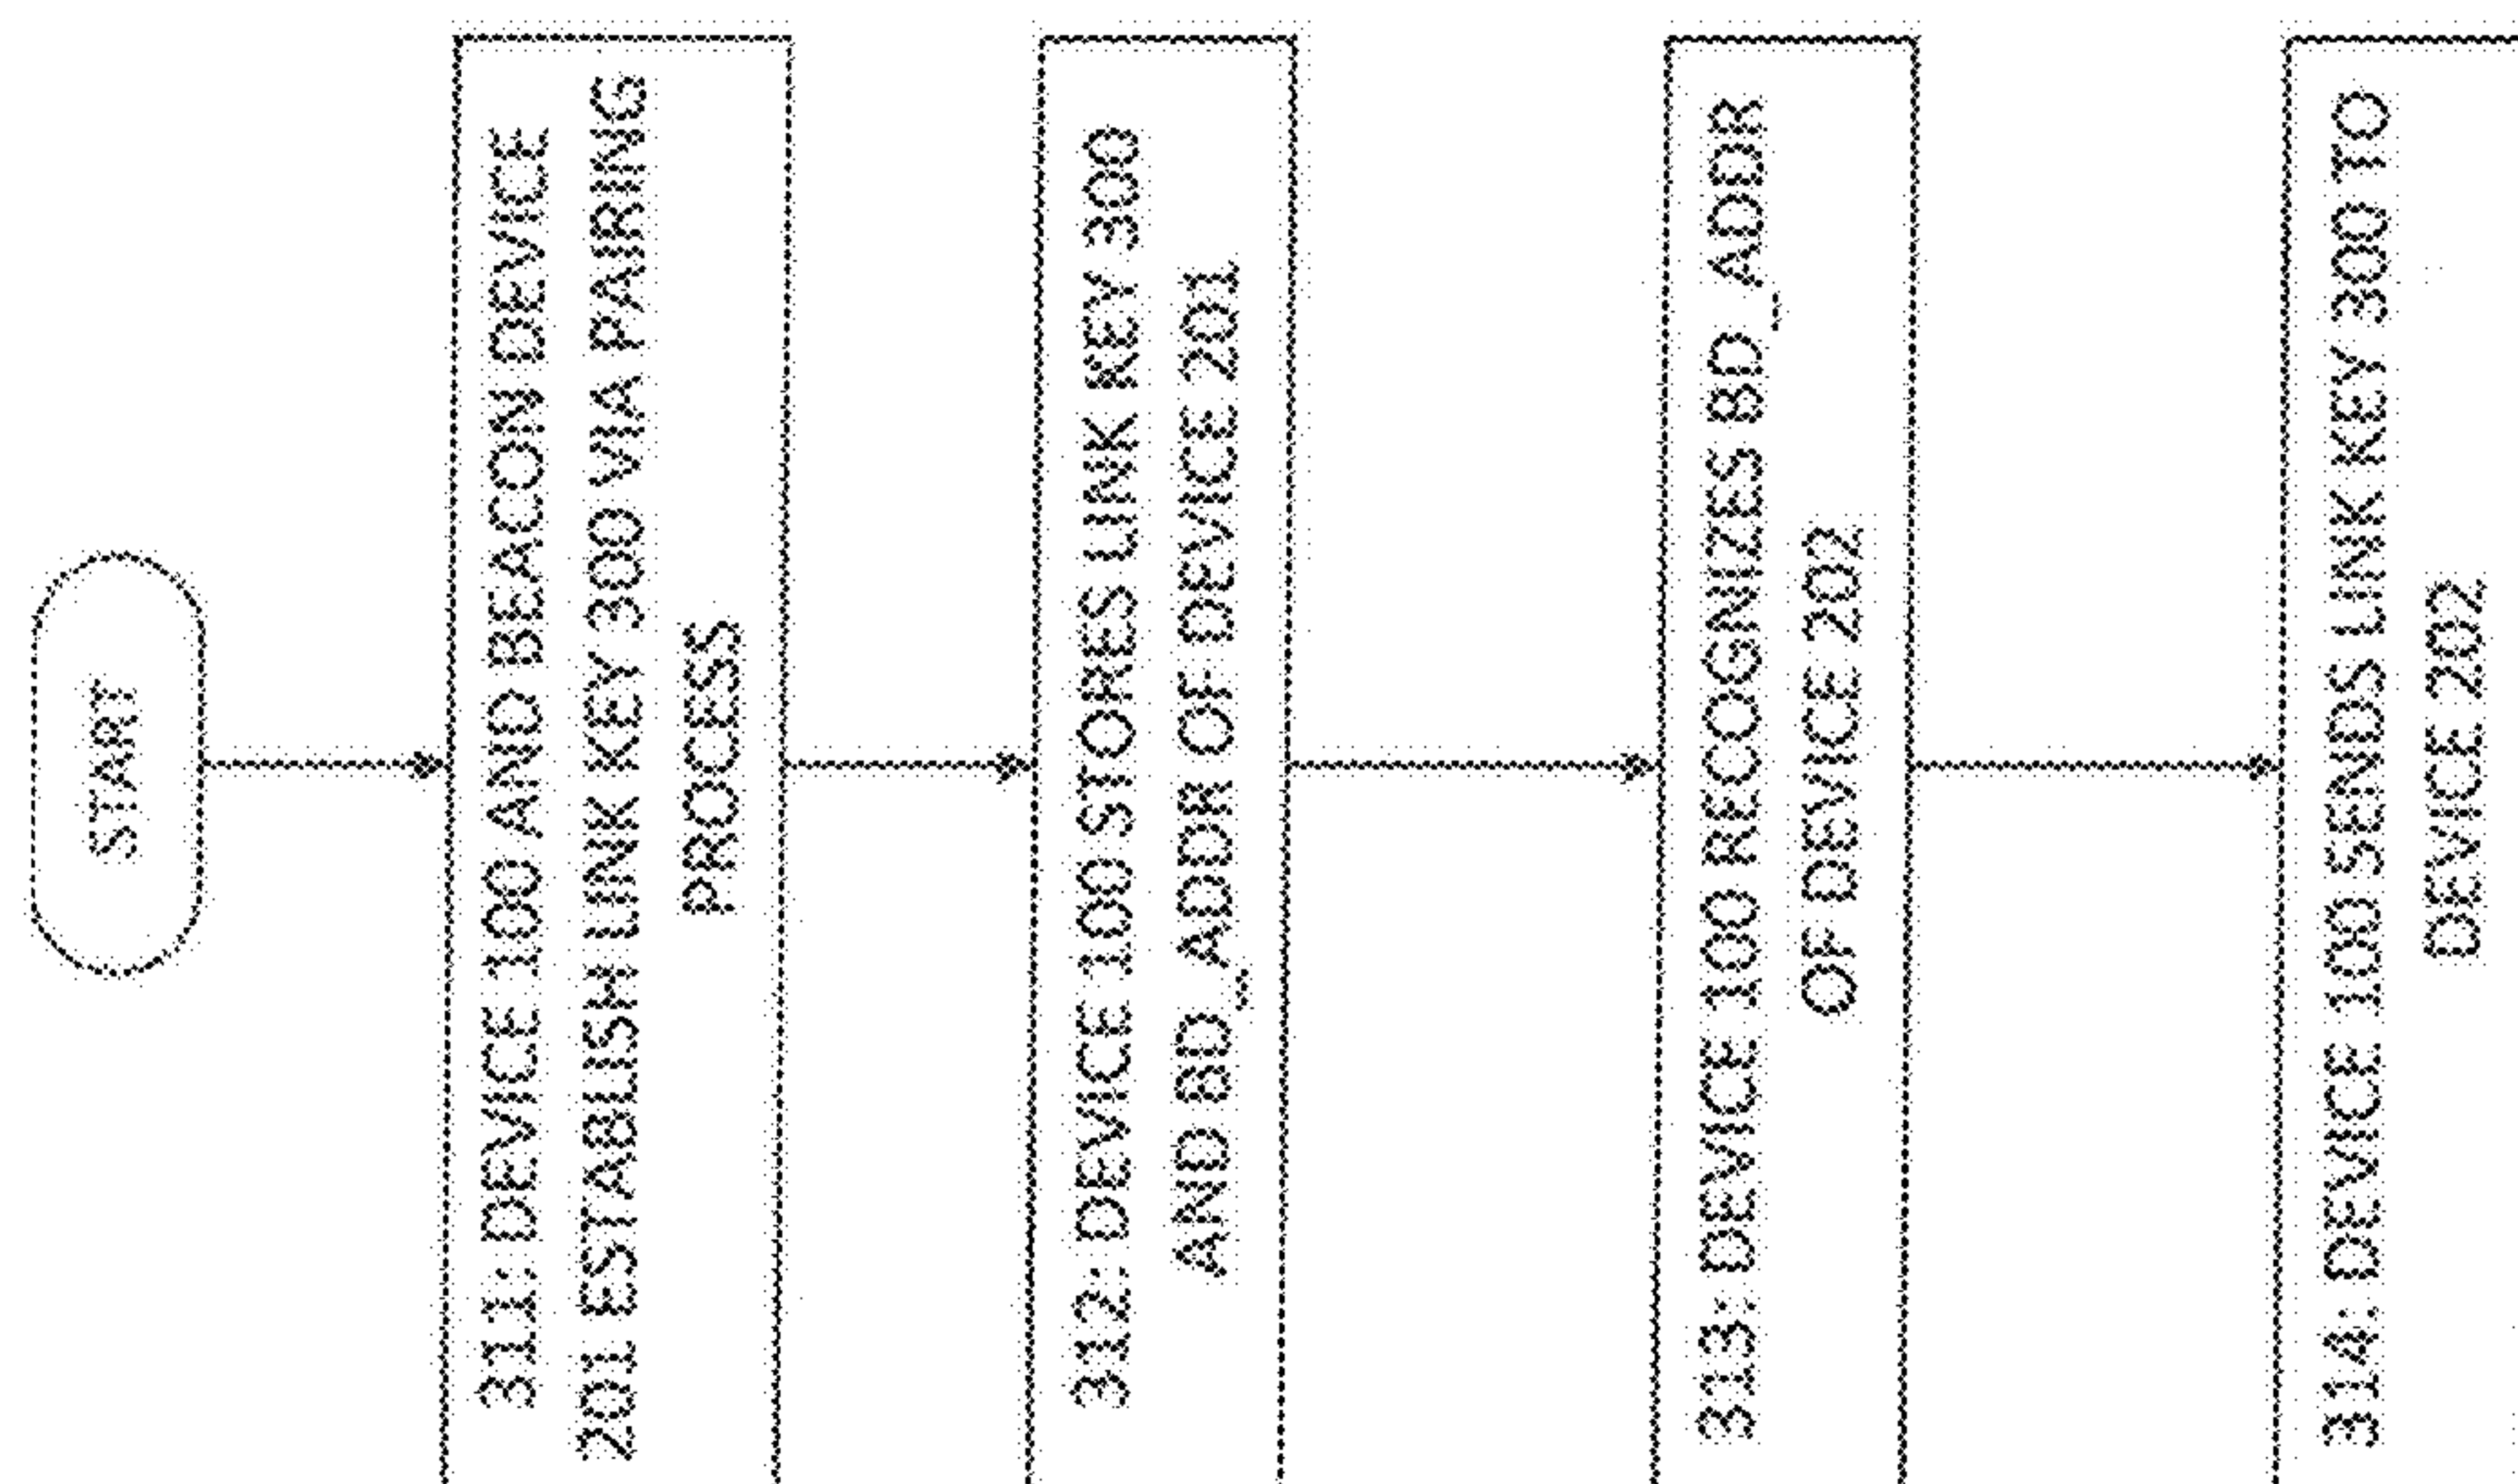 START
311: DEVICE 100 AND BEACON DEVICE
201 ESTABLISH LINK KEY 300 VIA PAIRING
PROCESS
312: DEVICE 100 STORES LINK KEY 300
AND BD_ADDR OF DEVICE 201
313: DEVICE 100 RECOGNIZES BD_ADDR
OF DEVICE 202
314: DEVICE 100 SENDS LINK KEY 300 TO
DEVICE 202